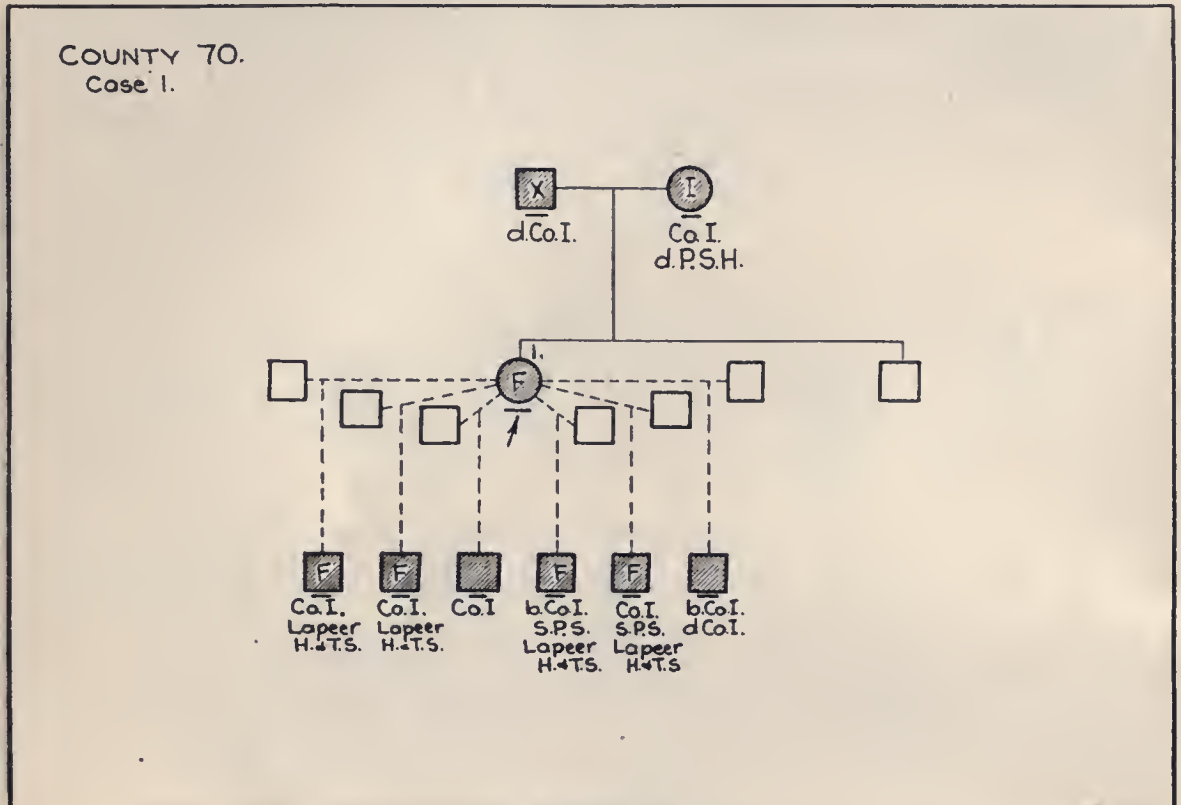 COUNTY 70.
Case 1.
X
I
d.Co.I.
Co.I.
d.P.S.H.
1.
F
F
F
F
F
Co.I.
Lapeer
H.&T.S.
Co.I.
Lapeer
H.&T.S.
Co.I
b.Co.I.
S.P.S.
Lapeer
H.&T.S.
Co.I.
S.P.S.
Lapeer
H.&T.S
b.Co.I.
d Co.I.